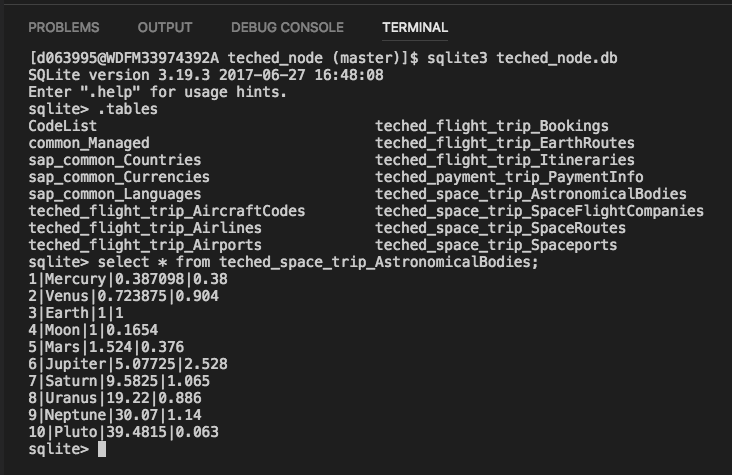 PROBLEMS OUTPUT DEBUG CONSOLE TERMINAL
[d063995@WDFM33974392A teched_node (master)]$ sqlite3 teched_node.db
SQLite version 3.19.3 2017-06-27 16:48:08
Enter ".help" for usage hints.
sqlite> .tables
CodeList teched_flight_trip_Bookings
common_Managed teched_flight_trip_EarthRoutes
sap_common_Countries teched_flight_trip_Itineraries
sap_common_Currencies teched_payment_trip_PaymentInfo
sap_common_Languages teched_space_trip_AstronomicalBodies
teched_flight_trip_AircraftCodes teched_space_trip_SpaceFlightCompanies
teched_flight_trip_Airlines teched_space_trip_SpaceRoutes
teched_flight_trip_Airports teched_space_trip_Spaceports
sqlite> select * from teched_space_trip_AstronomicalBodies;
1|Mercury|0.387098|0.38
2|Venus|0.723875|0.904
3|Earth|1|1
4|Moon|1|0.1654
5|Mars|1.524|0.376
6|Jupiter|5.07725|2.528
7|Saturn|9.5825|1.065
8|Uranus|19.22|0.886
9|Neptune|30.07|1.14
10|Pluto|39.4815|0.063
sqlite>